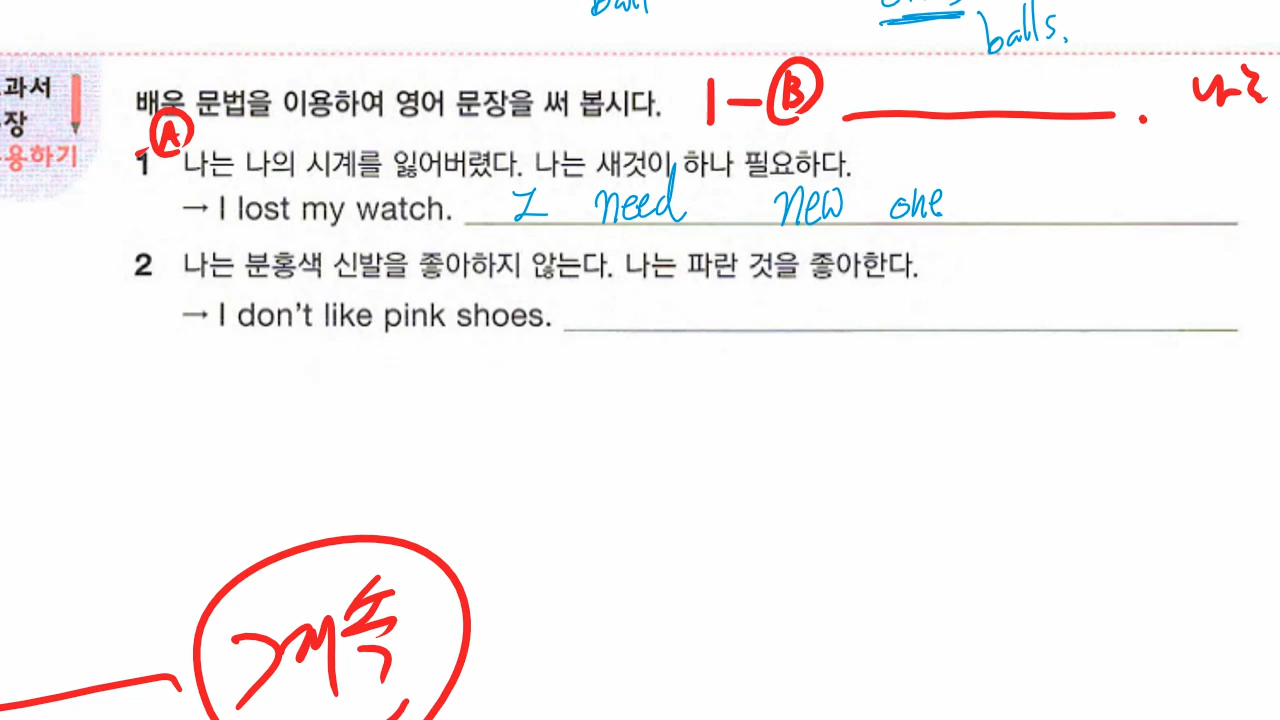 ball
balls.
과서
장
용하기
배운 문법을 이용하여 영어 문장을 써 봅시다. 1-Ⓑ .
Ⓐ
1 나는 나의 시계를 잃어버렸다. 나는 새것이 하나 필요하다.
→ I lost my watch. I need new one
2 나는 분홍색 신발을 좋아하지 않는다. 나는 파란 것을 좋아한다.
→ I don't like pink shoes.
계속